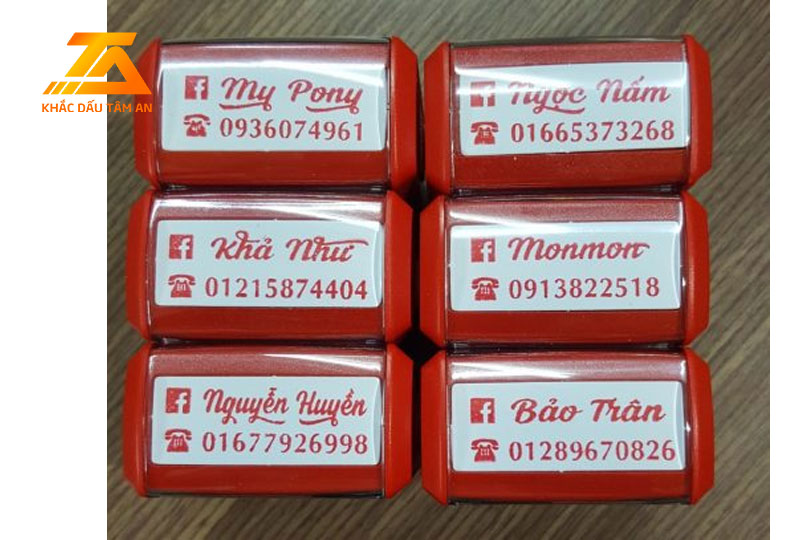 KHẮC DẤU TÂM AN
My Pony
0936074961
Ngọc Nấm
01665373268
Khả Như
01215874404
Monmon
0913822518
Nguyễn Huyền
01677926998
Bảo Trân
01289670826